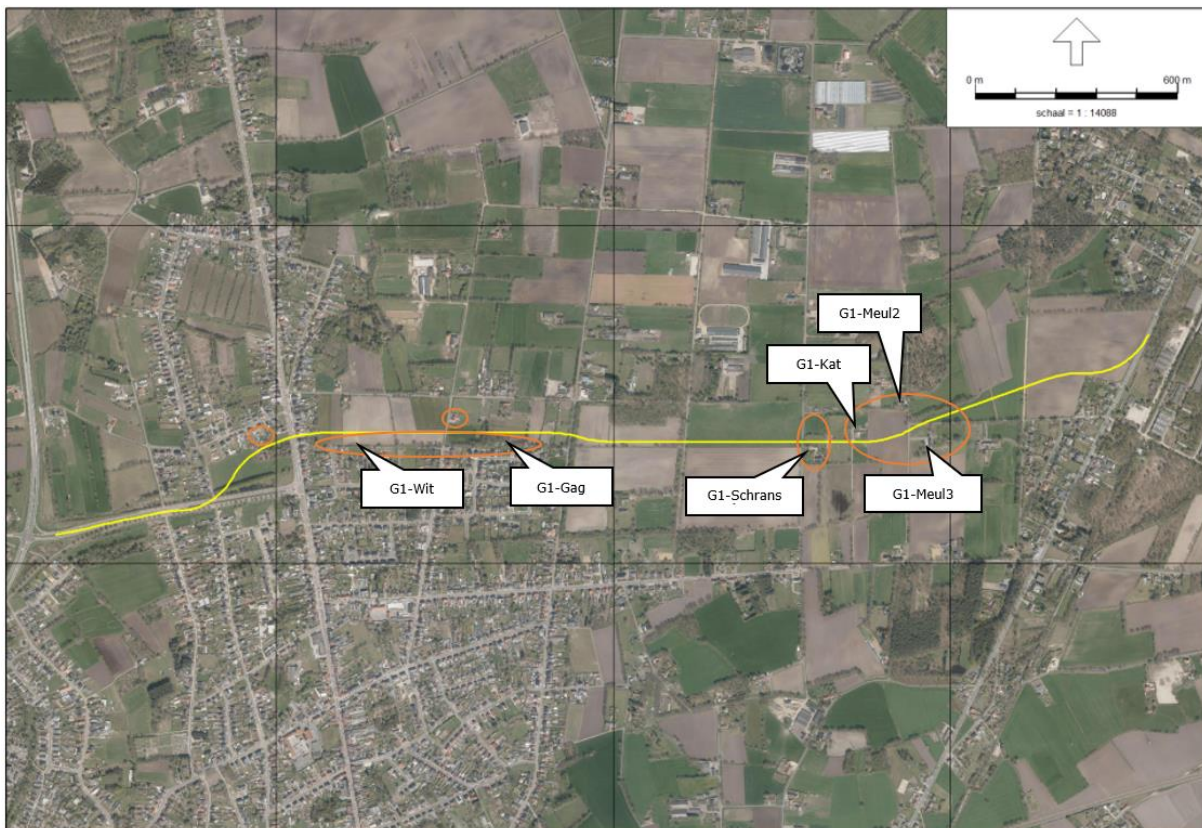 0 m 600 m
schaal = 1 : 14088
G1-Meul2
G1-Kat
G1-Wit
G1-Gag
G1-Schrans
G1-Meul3